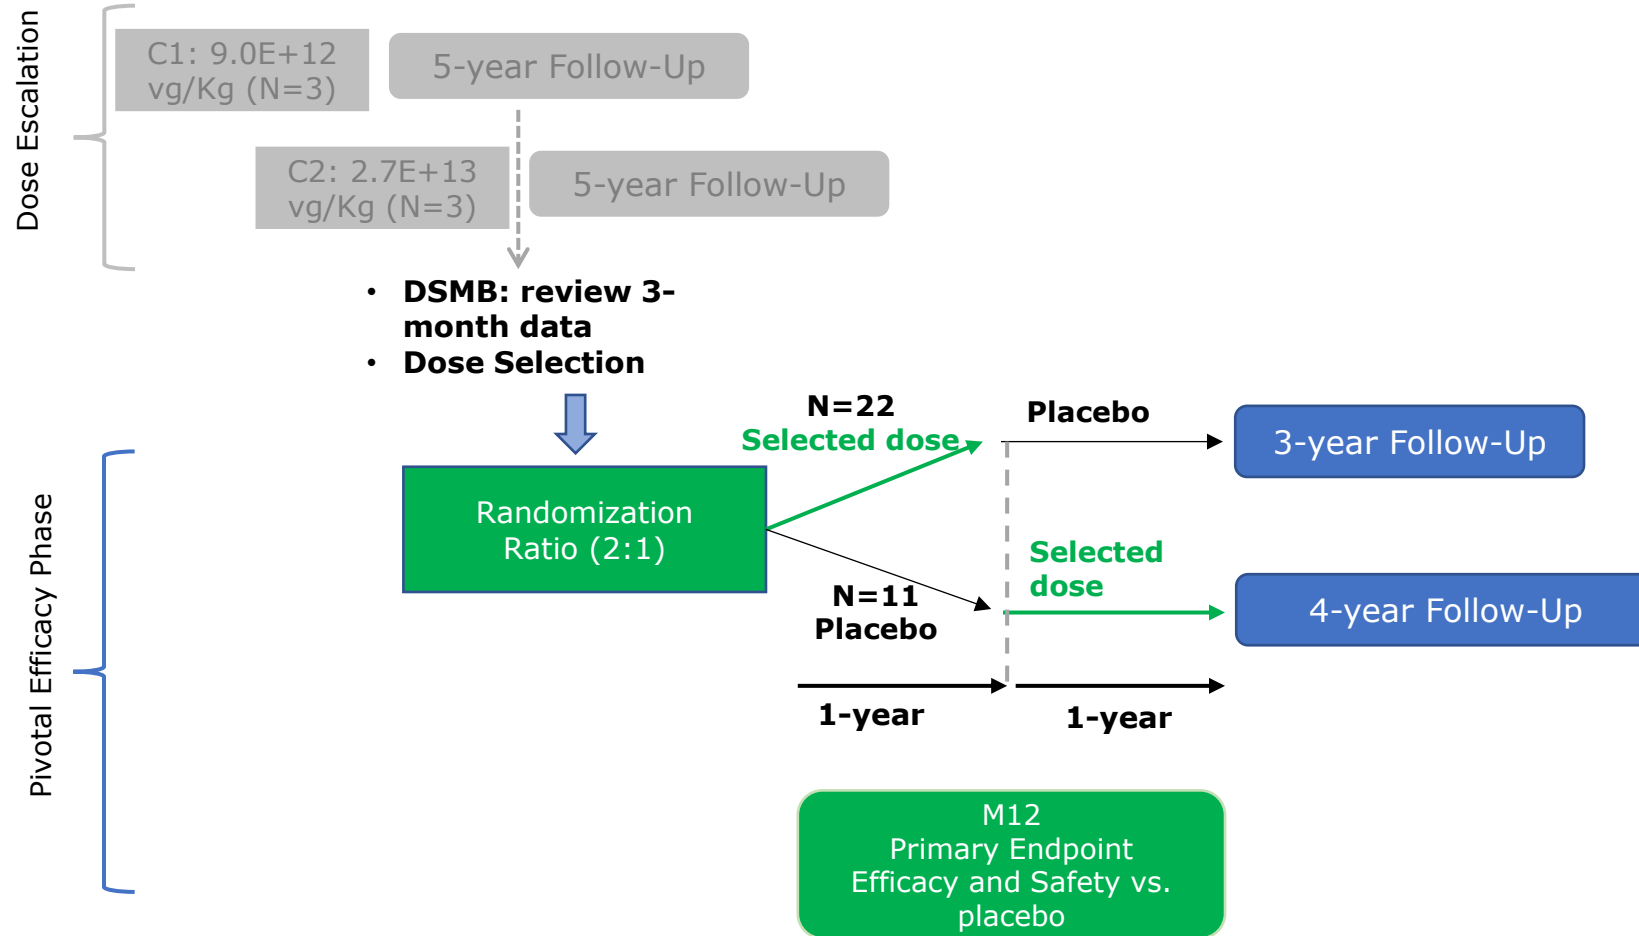 Dose Escalation
C1: 9.0E+12
vg/Kg (N=3)
5-year Follow-Up
C2: 2.7E+13
vg/Kg (N=3)
5-year Follow-Up
• DSMB: review 3-
month data
• Dose Selection
Pivotal Efficacy Phase
Randomization
Ratio (2:1)
N=22
Selected dose
Placebo
3-year Follow-Up
N=11
Placebo
Selected
dose
4-year Follow-Up
1-year
1-year
M12
Primary Endpoint
Efficacy and Safety vs.
placebo